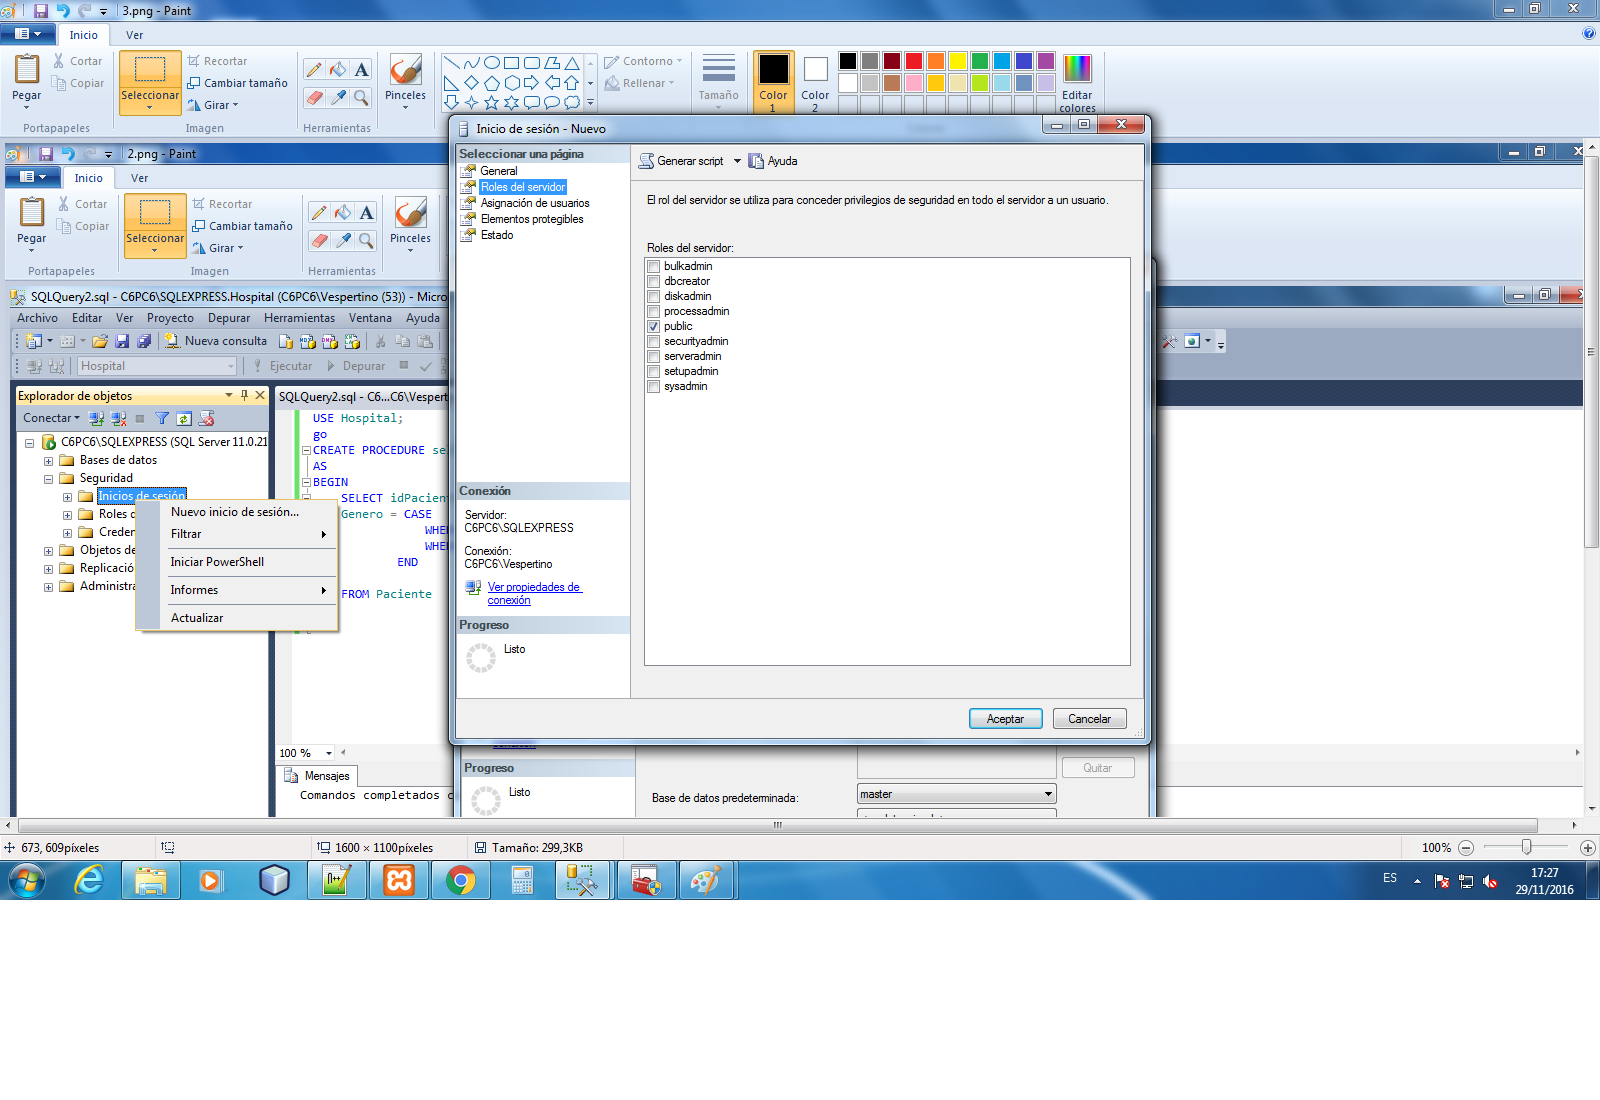 3.png - Paint
Inicio
Ver
Pegar
Cortar
Copiar
Portapapeles
Seleccionar
Recortar
Cambiar tamaño
Girar
Imagen
A
Herramientas
Pinceles
Contorno
Rellenar
Tamaño
Color
1
Color
2
Editar
colores
2.png - Paint
Inicio
Ver
Pegar
Cortar
Copiar
Portapapeles
Seleccionar
Recortar
Cambiar tamaño
Girar
Imagen
A
Herramientas
Pinceles
SQLQuery2.sql - C6PC6\SQLEXPRESS.Hospital (C6PC6\Vespertino (53)) - Micro
Archivo Editar Ver Proyecto Depurar Herramientas Ventana Ayuda
Nueva consulta
Hospital
Ejecutar
Depurar
Explorador de objetos
Conectar
C6PC6\SQLEXPRESS (SQL Server 11.0.21
Bases de datos
Seguridad
Inicios de sesión
Roles d
Creden
Objetos de
Replicació
Administra
Nuevo inicio de sesión...
Filtrar
Iniciar PowerShell
Informes
Actualizar
SQLQuery2.sql - C6...C6\Vespert
USE Hospital;
go
CREATE PROCEDURE se
AS
BEGIN
SELECT idPacien
Genero = CASE
WHE
WHE
END
FROM Paciente
100 %
Mensajes
Comandos completados c
Inicio de sesión - Nuevo
Seleccionar una página
General
Roles del servidor
Asignación de usuarios
Elementos protegibles
Estado
Conexión
Servidor:
C6PC6\SQLEXPRESS
Conexión:
C6PC6\Vespertino
Ver propiedades de
conexión
Progreso
Listo
Generar script
Ayuda
El rol del servidor se utiliza para conceder privilegios de seguridad en todo el servidor a un usuario.
Roles del servidor:
bulkadmin
dbcreator
diskadmin
processadmin
public
securityadmin
serveradmin
setupadmin
sysadmin
Aceptar
Cancelar
Progreso
Listo
Quitar
Base de datos predeterminada:
master
673, 609píxeles
1600 × 1100píxeles
Tamaño: 299,3KB
100%
ES
17:27
29/11/2016